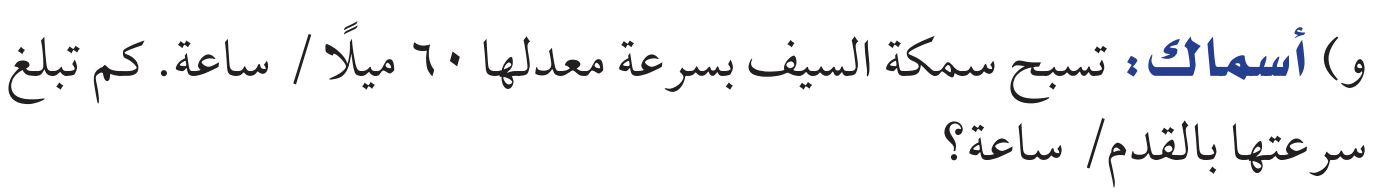 و) أسماك: تسبح سمكة السيف بسرعة معدلها ٦٠ ميلًا / ساعة. كم تبلغ
سرعتها بالقدم/ ساعة؟